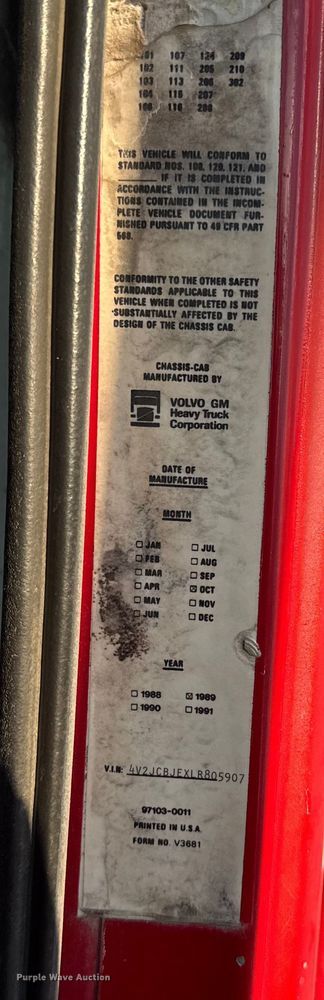 101 107 124 209
102 111 205 210
103 113 206 302
104 115 207
106 116 208
THIS VEHICLE WILL CONFORM TO
STANDARD NOS. 108, 120, 121, AND
IF IT IS COMPLETED IN
ACCORDANCE WITH THE INSTRUC-
TIONS CONTAINED IN THE INCOM-
PLETE VEHICLE DOCUMENT FUR-
NISHED PURSUANT TO 49 CFR PART
568.
CONFORMITY TO THE OTHER SAFETY
STANDARDS APPLICABLE TO THIS
VEHICLE WHEN COMPLETED IS NOT
SUBSTANTIALLY AFFECTED BY THE
DESIGN OF THE CHASSIS CAB.
CHASSIS-CAB
MANUFACTURED BY
VOLVO GM
Heavy Truck
Corporation
DATE OF
MANUFACTURE
MONTH
☐ JAN ☐ JUL
☐ FEB ☐ AUG
☐ MAR ☐ SEP
☐ APR ☒ OCT
☐ MAY ☐ NOV
☐ JUN ☐ DEC
YEAR
☐ 1988 ☒ 1989
☐ 1990 ☐ 1991
V.I.N: 4V2JCBJEXLR805907
97103-0011
PRINTED IN U.S.A.
FORM NO. V3681
Purple Wave Auction